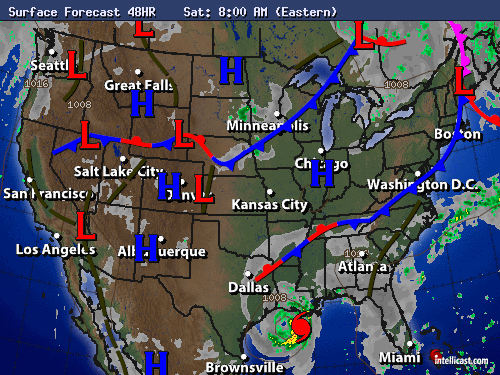 Surface Forecast 48HR Sat: 8:00 AM (Eastern)
L
Seattle
L
H
1016
Great Falls
1008
L
1008
H
Minneapolis
Boston
L
L
Salt Lake City
Chicago
San Francisco
H
Denver
L
H
Washington D.C.
Kansas City
L
Los Angeles
H
Albuquerque
Atlanta
Dallas
1008
H
Brownsville
Miami
intellicast.com